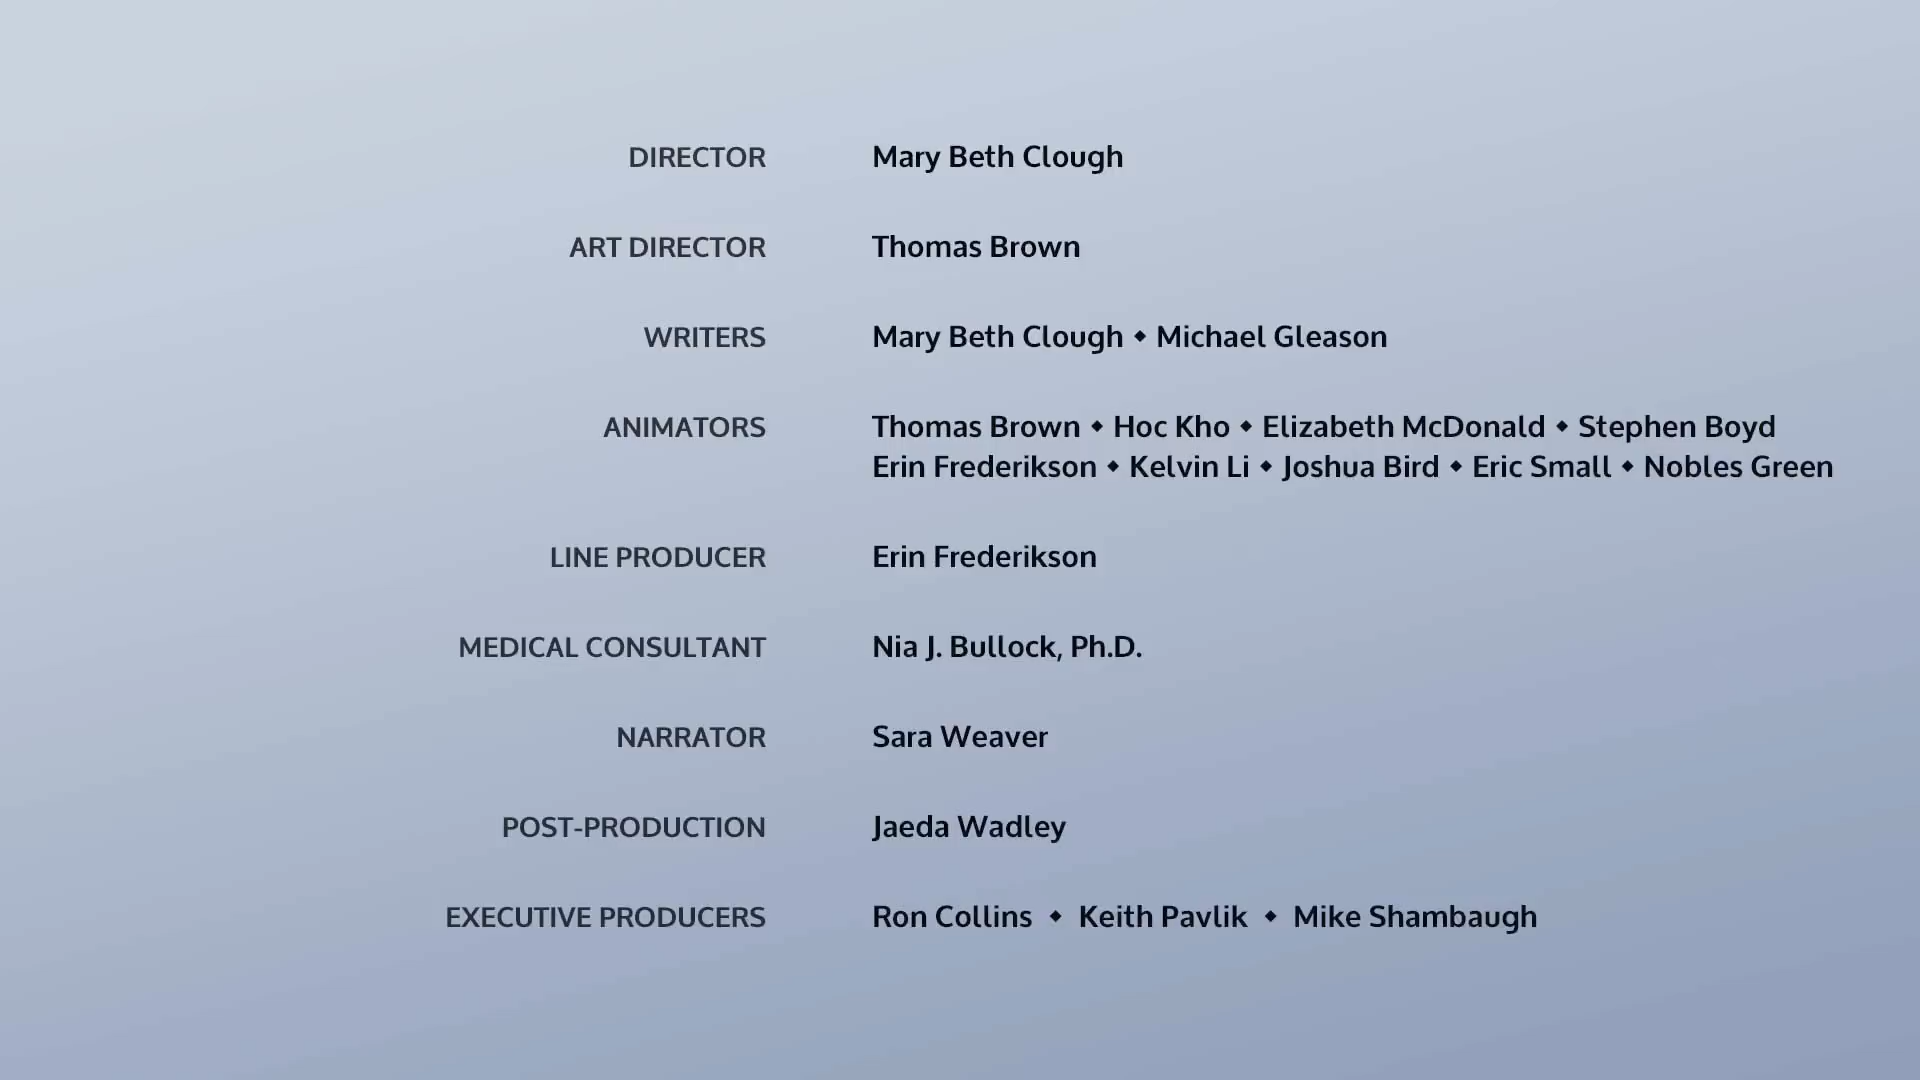 DIRECTOR Mary Beth Clough
ART DIRECTOR Thomas Brown
WRITERS Mary Beth Clough • Michael Gleason
ANIMATORS Thomas Brown • Hoc Kho • Elizabeth McDonald • Stephen Boyd
Erin Frederikson • Kelvin Li • Joshua Bird • Eric Small • Nobles Green
LINE PRODUCER Erin Frederikson
MEDICAL CONSULTANT Nia J. Bullock, Ph.D.
NARRATOR Sara Weaver
POST-PRODUCTION Jaeda Wadley
EXECUTIVE PRODUCERS Ron Collins • Keith Pavlik • Mike Shambaugh